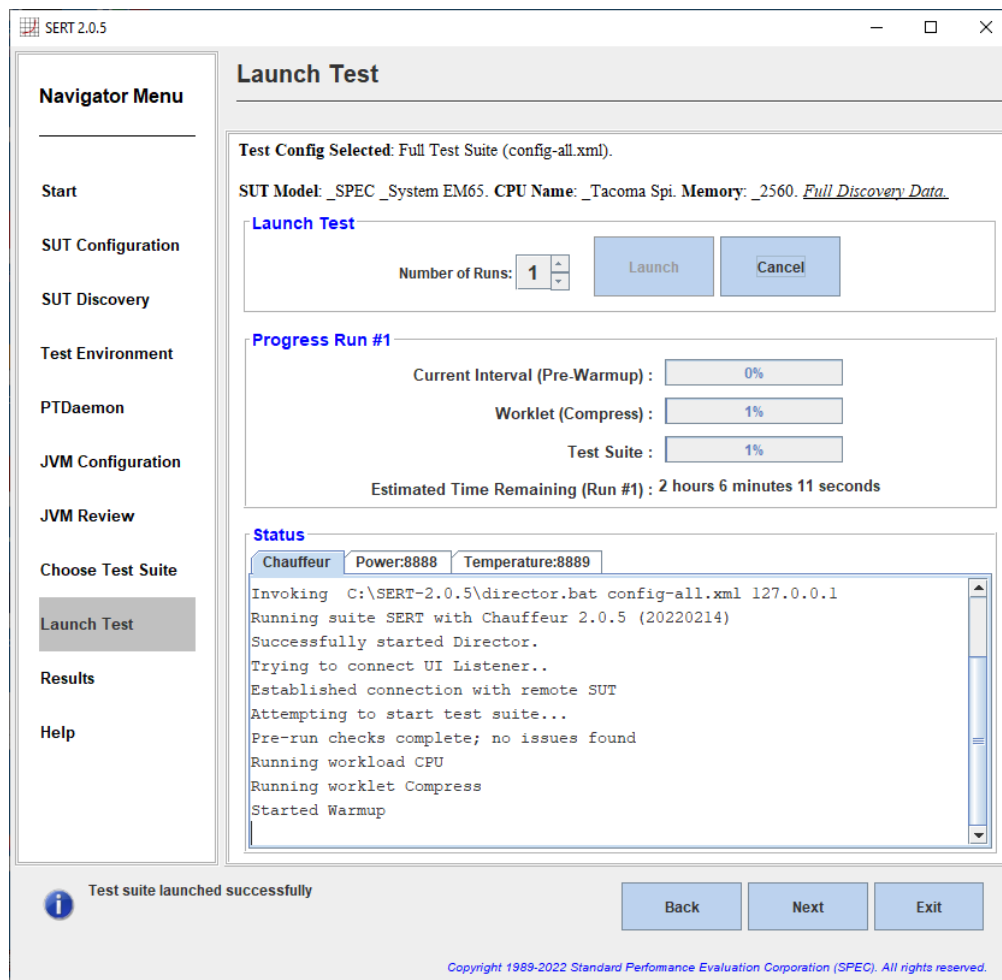 SERT 2.0.5
Navigator Menu
Start
SUT Configuration
SUT Discovery
Test Environment
PTDaemon
JVM Configuration
JVM Review
Choose Test Suite
Launch Test
Results
Help
Launch Test
Test Config Selected: Full Test Suite (config-all.xml).
SUT Model: _SPEC _System EM65. CPU Name: _Tacoma Spi. Memory: _2560. Full Discovery Data.
Launch Test
Number of Runs: 1 Launch Cancel
Progress Run #1
Current Interval (Pre-Warmup) : 0%
Worklet (Compress) : 1%
Test Suite : 1%
Estimated Time Remaining (Run #1) : 2 hours 6 minutes 11 seconds
Status
Chauffeur Power:8888 Temperature:8889
Invoking  C:\SERT-2.0.5\director.bat config-all.xml 127.0.0.1
Running suite SERT with Chauffeur 2.0.5 (20220214)
Successfully started Director.
Trying to connect UI Listener..
Established connection with remote SUT
Attempting to start test suite...
Pre-run checks complete; no issues found
Running workload CPU
Running worklet Compress
Started Warmup
Test suite launched successfully
Back Next Exit
Copyright 1989-2022 Standard Performance Evaluation Corporation (SPEC). All rights reserved.